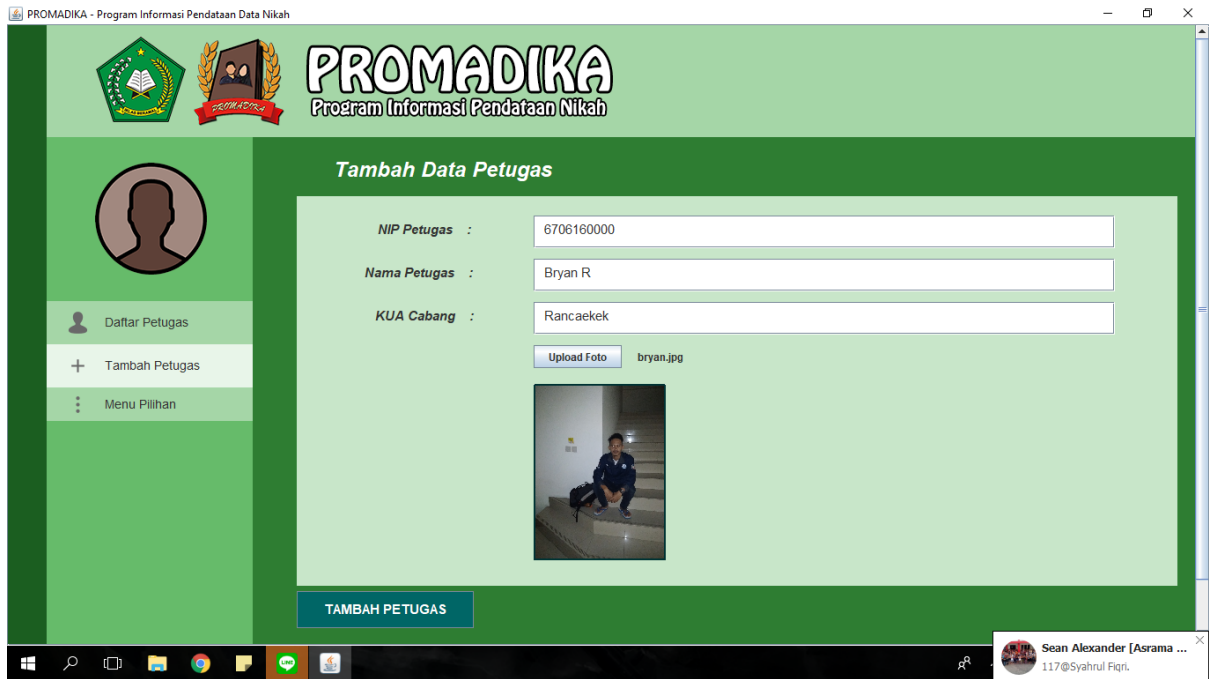 PROMADIKA - Program Informasi Pendataan Data Nikah
PROMADIKA
PROMADIKA
Program Informasi Pendataan Nikah
Tambah Data Petugas
NIP Petugas :
6706160000
Nama Petugas :
Bryan R
KUA Cabang :
Rancaekek
Daftar Petugas
Tambah Petugas
Menu Pilihan
Upload Foto
bryan.jpg
TAMBAH PETUGAS
LINE
Sean Alexander [Asrama ...
117@Syahrul Fiqri.